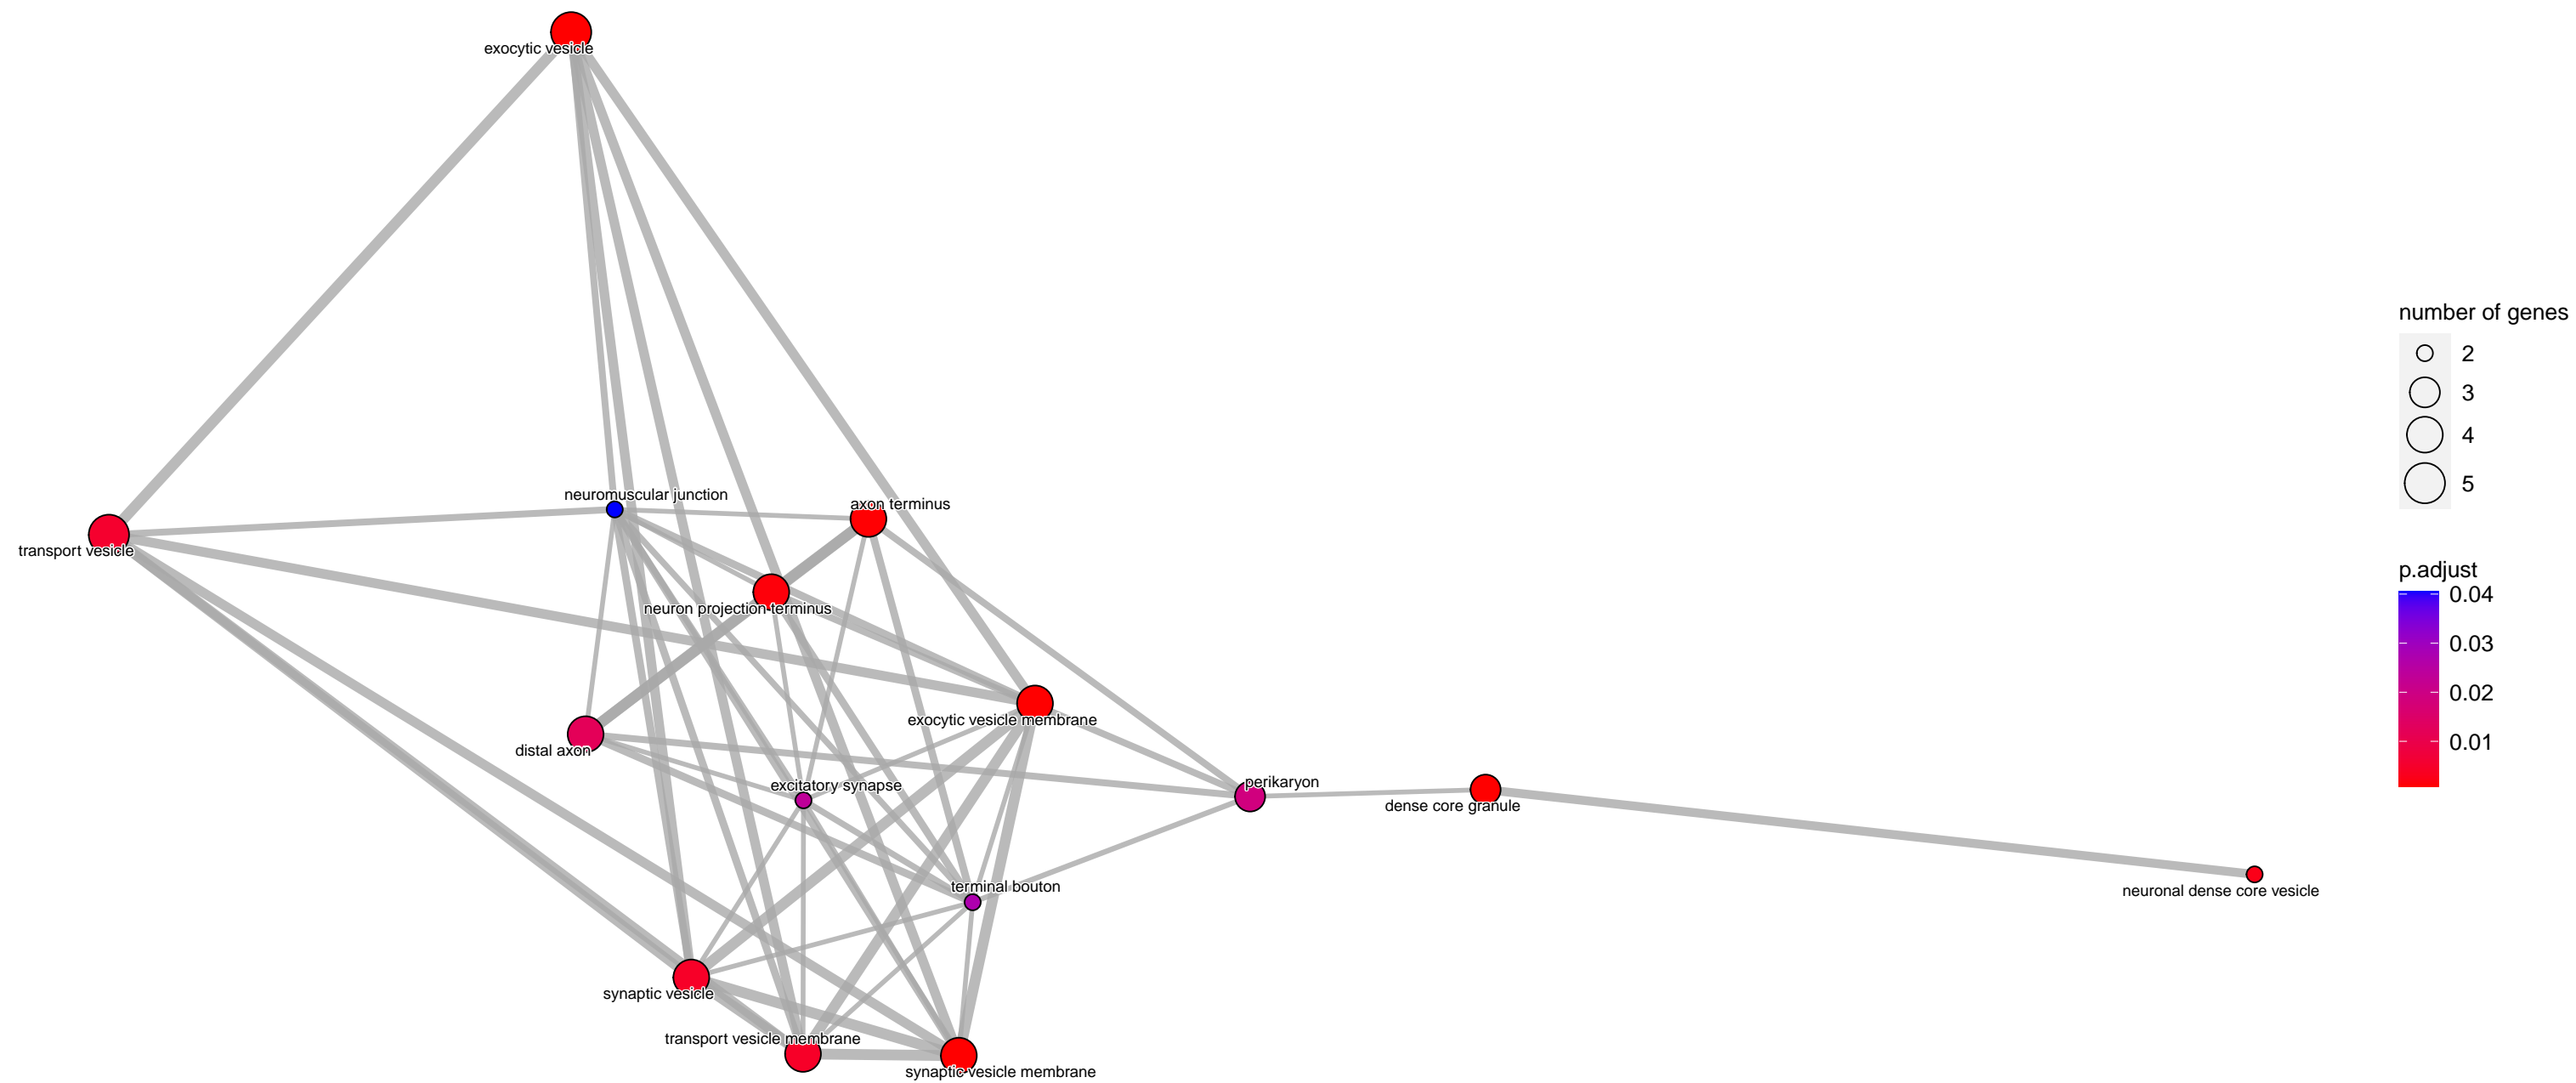 exocytic vesicle
neuromuscular junction
axon terminus
transport vesicle
neuron projection terminus
exocytic vesicle membrane
distal axon
excitatory synapse
perikaryon
dense core granule
terminal bouton
neuronal dense core vesicle
synaptic vesicle
transport vesicle membrane
synaptic vesicle membrane
number of genes
2
3
4
5
p.adjust
0.04
0.03
0.02
0.01